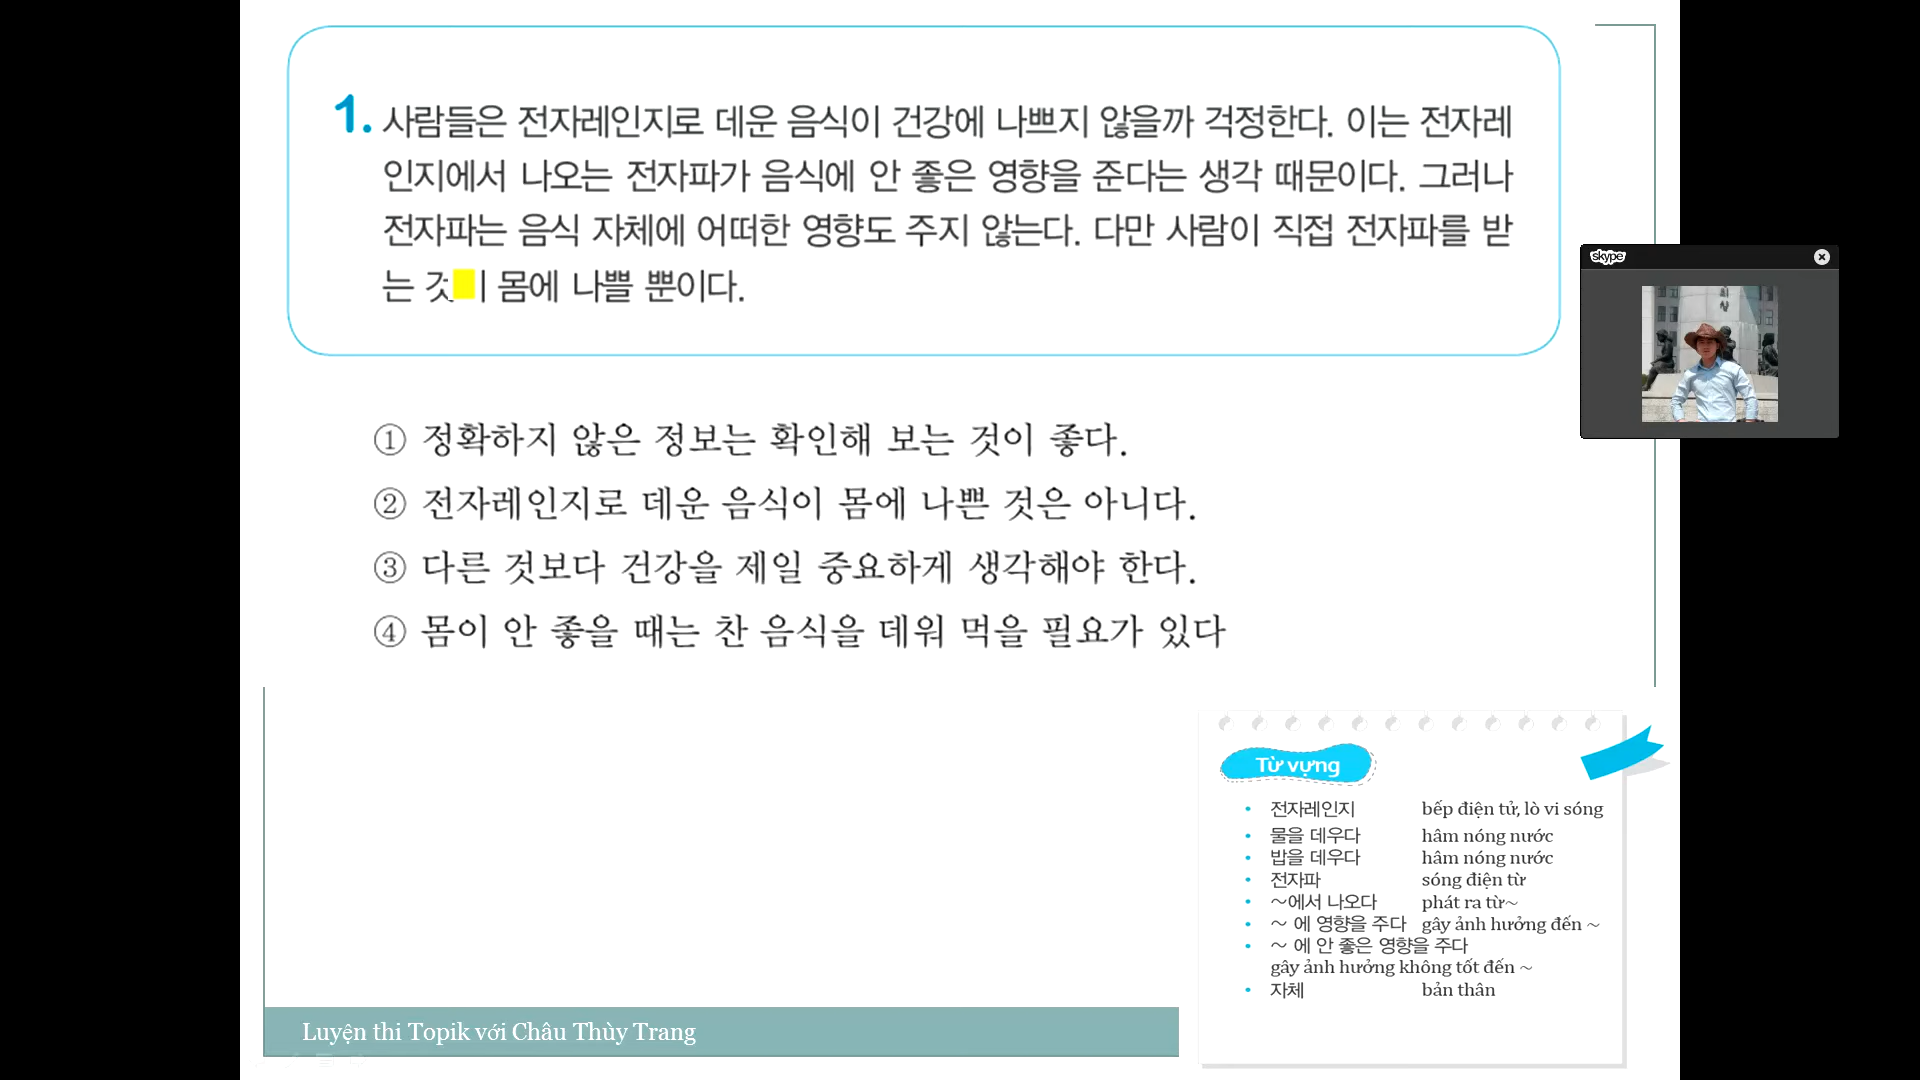 1. 사람들은 전자레인지로 데운 음식이 건강에 나쁘지 않을까 걱정한다. 이는 전자레
인지에서 나오는 전자파가 음식에 안 좋은 영향을 준다는 생각 때문이다. 그러나
전자파는 음식 자체에 어떠한 영향도 주지 않는다. 다만 사람이 직접 전자파를 받
는 것이 몸에 나쁠 뿐이다.
skype
① 정확하지 않은 정보는 확인해 보는 것이 좋다.
② 전자레인지로 데운 음식이 몸에 나쁜 것은 아니다.
③ 다른 것보다 건강을 제일 중요하게 생각해야 한다.
④ 몸이 안 좋을 때는 찬 음식을 데워 먹을 필요가 있다
Từ vựng
• 전자레인지 bếp điện tử, lò vi sóng
• 물을 데우다 hâm nóng nước
• 밥을 데우다 hâm nóng nước
• 전자파 sóng điện từ
• ～에서 나오다 phát ra từ~
• ～ 에 영향을 주다 gây ảnh hưởng đến ~
• ～ 에 안 좋은 영향을 주다
gây ảnh hưởng không tốt đến ~
• 자체 bản thân
Luyện thi Topik với Châu Thùy Trang